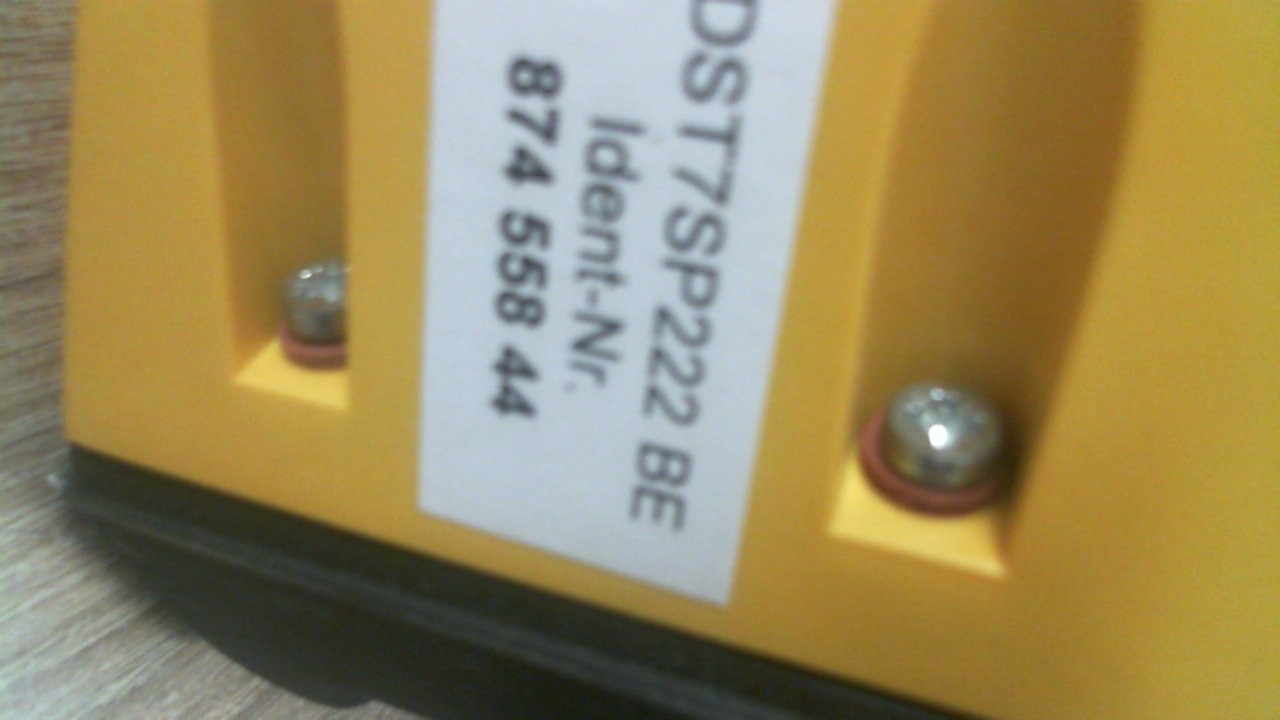 DST7SP222 BE
Ident-Nr.
874 558 44